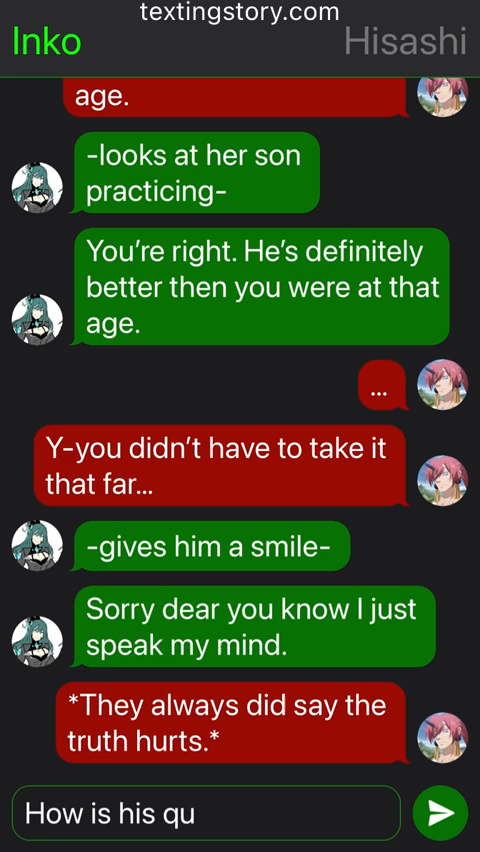 textingstory.com
Inko
Hisashi
age.
-looks at her son
practicing-
You’re right. He’s definitely
better then you were at that
age.
...
Y-you didn’t have to take it
that far...
-gives him a smile-
Sorry dear you know I just
speak my mind.
*They always did say the
truth hurts.*
How is his qu